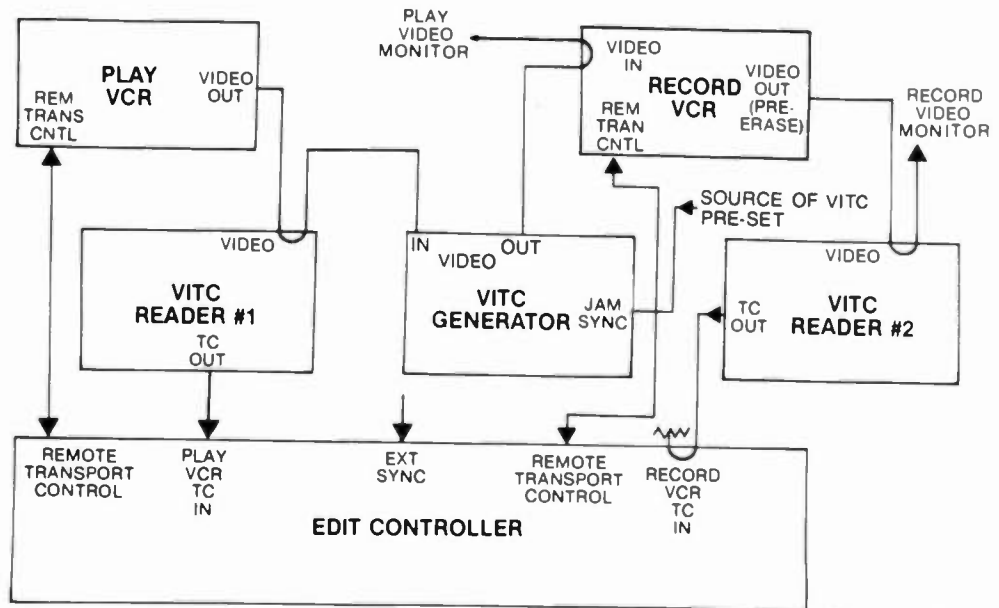 PLAY
VIDEO
MONITOR
PLAY
VCR
VIDEO
OUT
REM
TRANS
CNTL
VIDEO
IN
RECORD
VCR
REM
TRAN
CNTL
VIDEO
OUT
(PRE-
ERASE)
RECORD
VIDEO
MONITOR
SOURCE OF VITC
PRE-SET
VIDEO
VITC
READER #1
TC
OUT
IN
OUT
VIDEO
VITC
GENERATOR
JAM
SYNC
VIDEO
TC
OUT
VITC
READER #2
REMOTE
TRANSPORT
CONTROL
PLAY
VCR
TC
IN
EXT
SYNC
REMOTE
TRANSPORT
CONTROL
RECORD
VCR
TC
IN
EDIT CONTROLLER